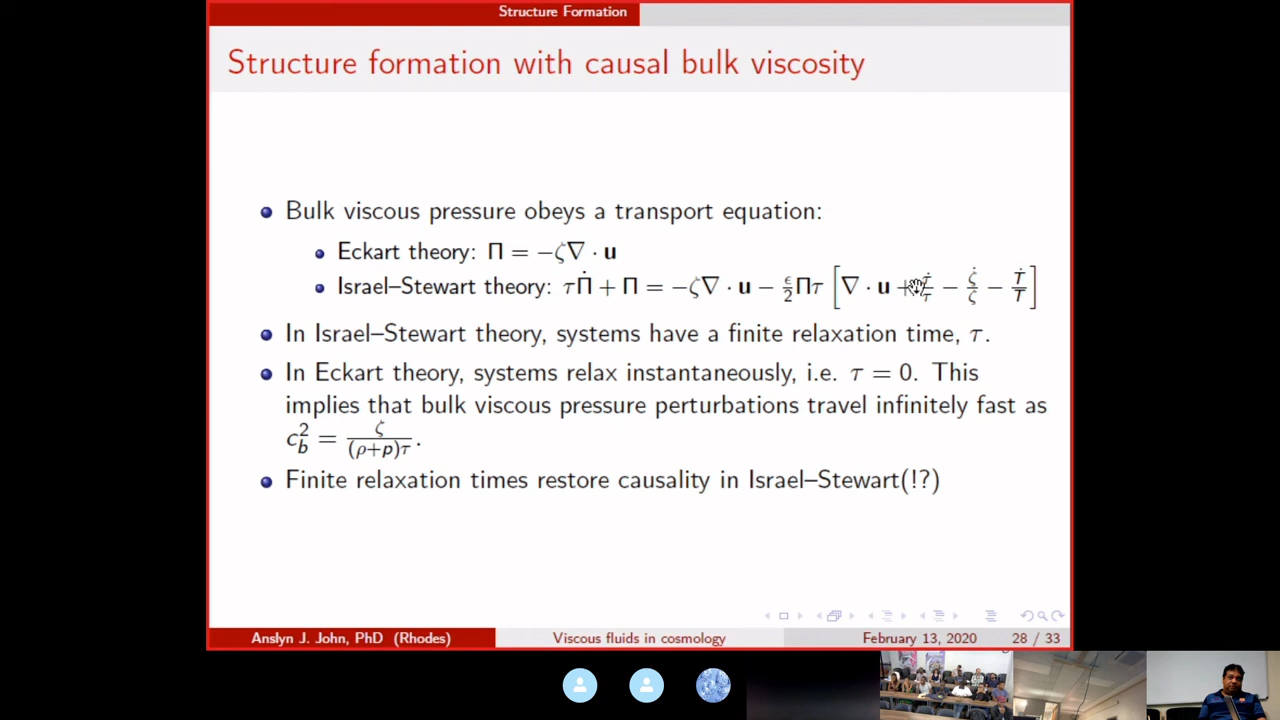 Structure Formation
Structure formation with causal bulk viscosity
Bulk viscous pressure obeys a transport equation:
Eckart theory: Π = −ζ∇ · u
Israel–Stewart theory: τΠ̇ + Π = −ζ∇ · u − ϵ/2 Πτ [∇ · u + τ̇/τ − ζ̇/ζ − Ṫ/T]
In Israel–Stewart theory, systems have a finite relaxation time, τ.
In Eckart theory, systems relax instantaneously, i.e. τ = 0. This
implies that bulk viscous pressure perturbations travel infinitely fast as
c_b^2 = ζ/((ρ+p)τ).
Finite relaxation times restore causality in Israel–Stewart(!?)
Anslyn J. John, PhD (Rhodes) Viscous fluids in cosmology February 13, 2020 28 / 33